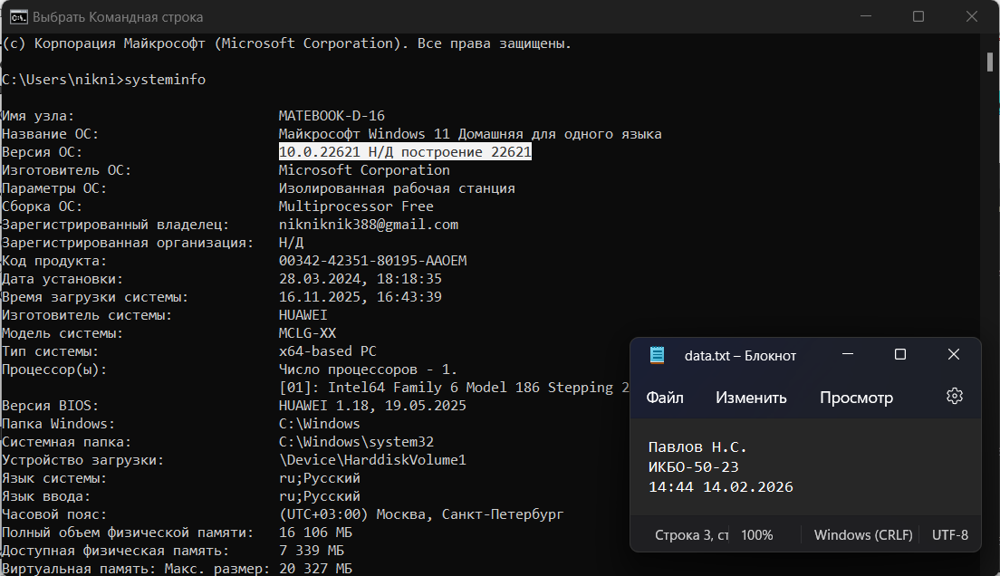 Выбрать Командная строка
(c) Корпорация Майкрософт (Microsoft Corporation). Все права защищены.
C:\Users\nikni>systeminfo
Имя узла: MATEBOOK-D-16
Название ОС: Майкрософт Windows 11 Домашняя для одного языка
Версия ОС: 10.0.22621 Н/Д построение 22621
Изготовитель ОС: Microsoft Corporation
Параметры ОС: Изолированная рабочая станция
Сборка ОС: Multiprocessor Free
Зарегистрированный владелец: nikniknik388@gmail.com
Зарегистрированная организация: Н/Д
Код продукта: 00342-42351-80195-AAOEM
Дата установки: 28.03.2024, 18:18:35
Время загрузки системы: 16.11.2025, 16:43:39
Изготовитель системы: HUAWEI
Модель системы: MCLG-XX
Тип системы: x64-based PC
Процессор(ы): Число процессоров - 1.
[01]: Intel64 Family 6 Model 186 Stepping 2
Версия BIOS: HUAWEI 1.18, 19.05.2025
Папка Windows: C:\Windows
Системная папка: C:\Windows\system32
Устройство загрузки: \Device\HarddiskVolume1
Язык системы: ru;Русский
Язык ввода: ru;Русский
Часовой пояс: (UTC+03:00) Москва, Санкт-Петербург
Полный объем физической памяти: 16 106 МБ
Доступная физическая память: 7 339 МБ
Виртуальная память: Макс. размер: 20 327 МБ
data.txt – Блокнот
Файл Изменить Просмотр
Павлов Н.С.
ИКБО-50-23
14:44 14.02.2026
Строка 3, ст 100% Windows (CRLF) UTF-8